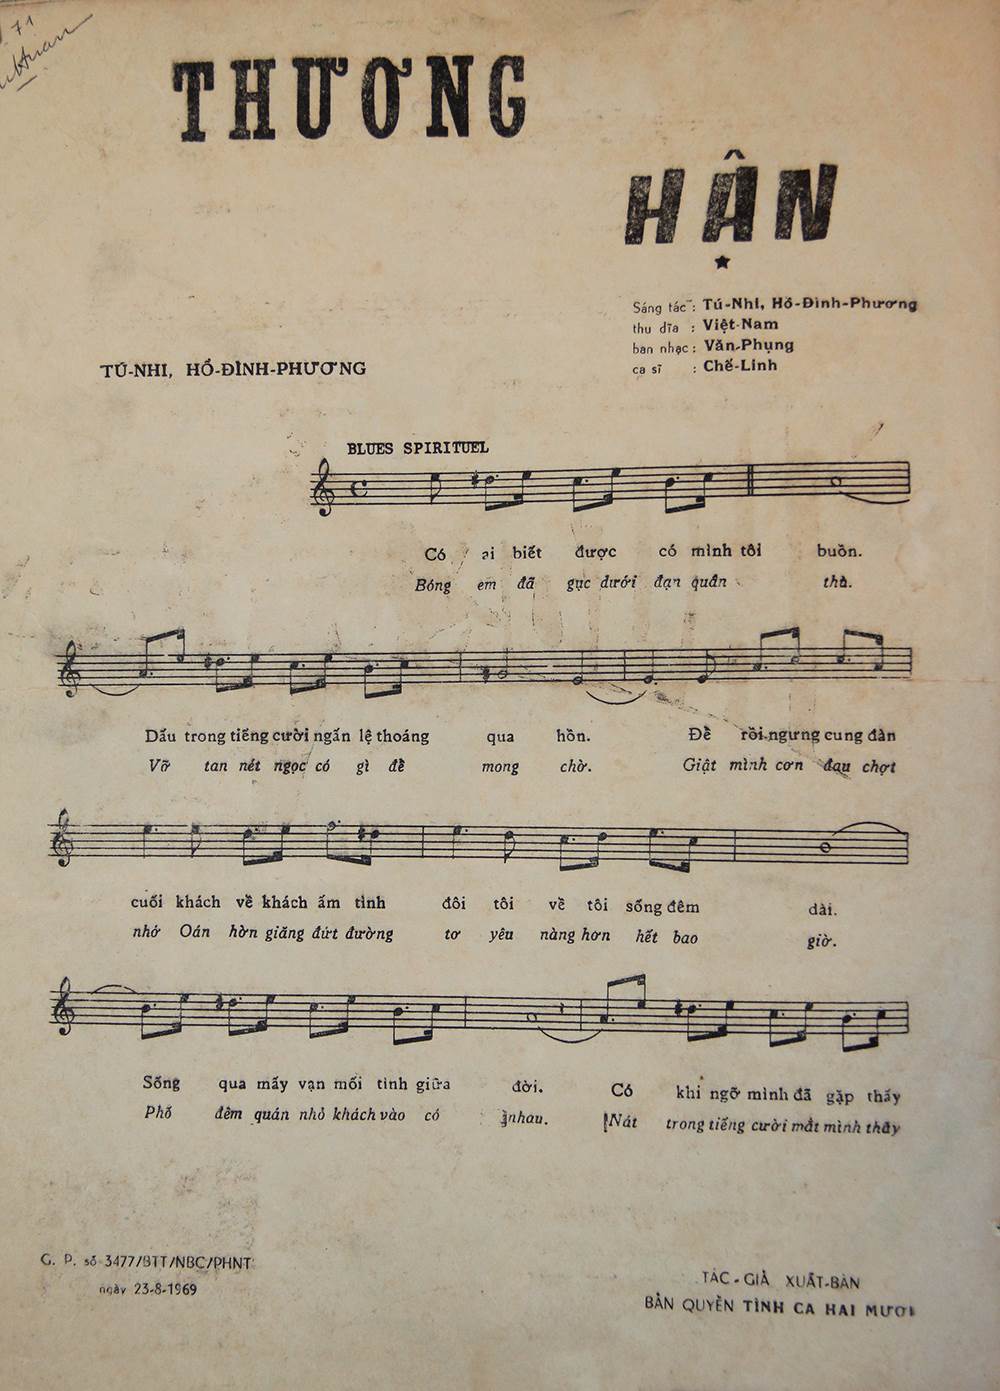 71
THƯƠNG
HẬN
Sáng tác : Tú-Nhi, Hồ-Đình-Phương
thu dĩa : Việt-Nam
ban nhạc : Văn-Phụng
ca sĩ : Chế-Linh
TÚ-NHI, HỒ-ĐÌNH-PHƯƠNG
BLUES SPIRITUEL
Có ai biết được có mình tôi buồn.
Bóng em đã gục dưới đạn quân thù.
Dấu trong tiếng cười ngấn lệ thoáng qua hồn. Để rồi ngưng cung đàn
Vỡ tan nét ngọc có gì để mong chờ. Giật mình cơn đau chợt
cuối khách về khách ấm tình đôi tôi về tôi sống đêm dài.
nhớ Oán hờn giăng đứt đường tơ yêu nàng hơn hết bao giờ.
Sống qua mấy vạn mối tình giữa đời. Có khi ngỡ mình đã gặp thấy
Phố đêm quán nhỏ khách vào có nhau. Nát trong tiếng cười mắt mình thấy
G. P. số 3477/BTT/NBC/PHNT
ngày 23-8-1969
TÁC-GIẢ XUẤT-BẢN
BẢN QUYỀN TÌNH CA HAI MƯƠI